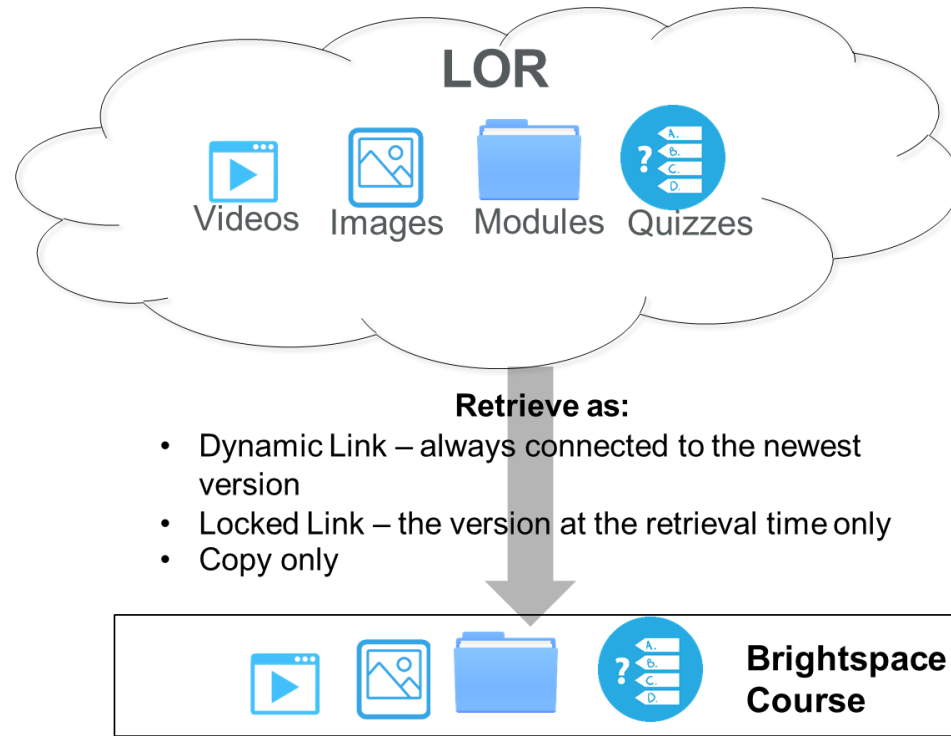 LOR
Videos Images Modules Quizzes
? A. B. C. D.
Retrieve as:
• Dynamic Link – always connected to the newest
version
• Locked Link – the version at the retrieval time only
• Copy only
? A. B. C. D.
Brightspace
Course